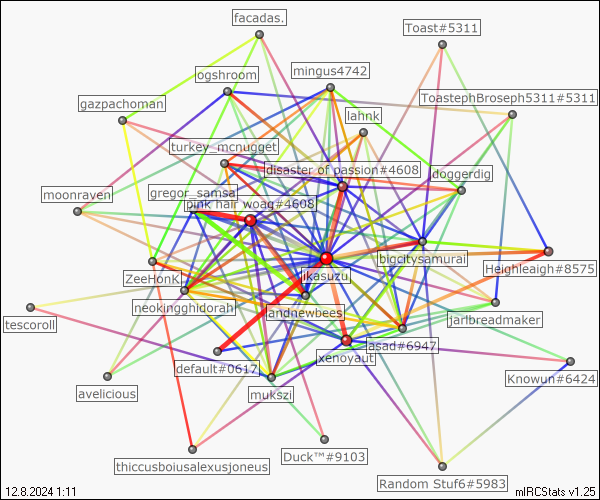 facadas.
Toast#5311
ogshroom
mingus4742
gazpachoman
ToastephBroseph5311#5311
lahnk
turkey_mcnugget
disaster of passion#4608
doggerdig
moonraven
gregor_samsa
pink hair woag#4608
bigcitysamurai
Heighleaigh#8575
ikasuzu
ZeeHonK
neokingghidorah
landnewbees
jarlbreadmaker
tescoroll
asad#6947
xenoyaut
default#0617
Knowun#6424
avelicious
mukszi
Duck™#9103
thiccusboiusalexusjoneus
Random Stuf6#5983
12.8.2024 1:11
mIRCStats v1.25